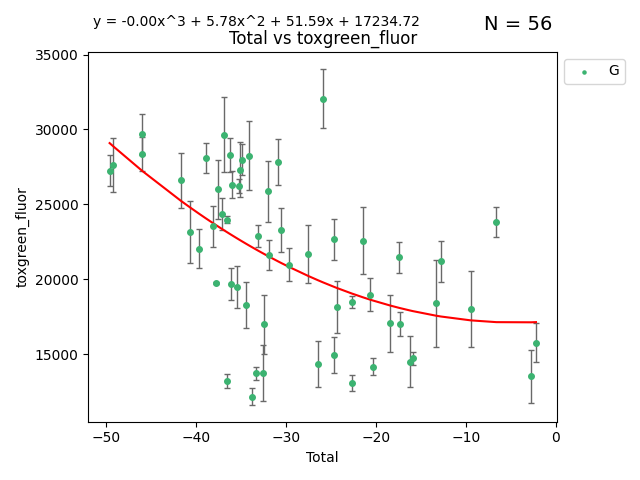 y = -0.00x^3 + 5.78x^2 + 51.59x + 17234.72
N = 56
Total vs toxgreen_fluor
G
35000
30000
25000
20000
15000
toxgreen_fluor
−50 −40 −30 −20 −10 0
Total